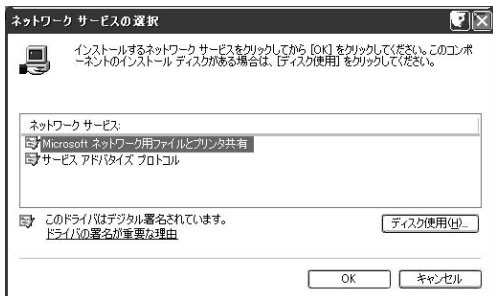 ネットワーク サービスの選択
インストールするネットワーク サービスをクリックしてから [OK] をクリックしてください。このコンポ
ーネントのインストール ディスクがある場合は、[ディスク使用] をクリックしてください。
ネットワーク サービス:
Microsoft ネットワーク用ファイルとプリンタ共有
サービス アドバタイズ プロトコル
このドライバはデジタル署名されています。
ディスク使用(H)...
ドライバの署名が重要な理由
OK キャンセル